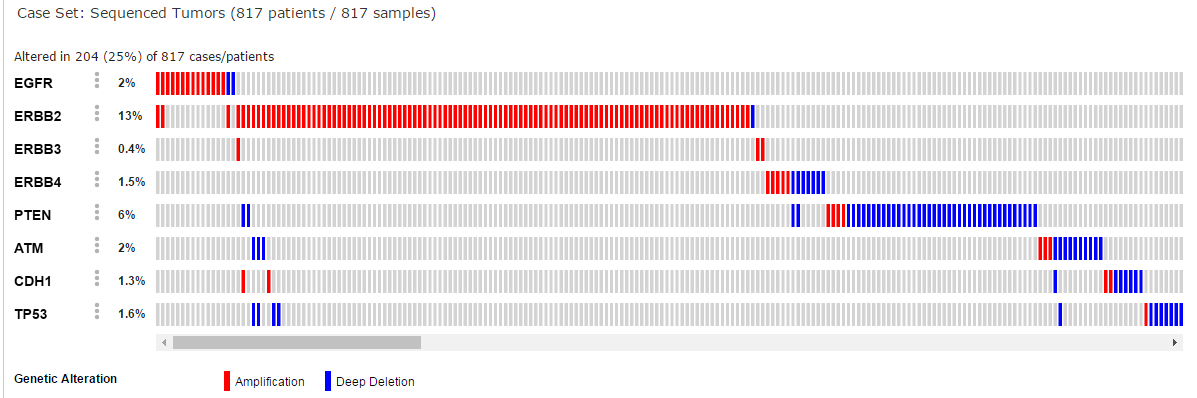 Case Set: Sequenced Tumors (817 patients / 817 samples)
Altered in 204 (25%) of 817 cases/patients
EGFR 2%
ERBB2 13%
ERBB3 0.4%
ERBB4 1.5%
PTEN 6%
ATM 2%
CDH1 1.3%
TP53 1.6%
Genetic Alteration Amplification Deep Deletion